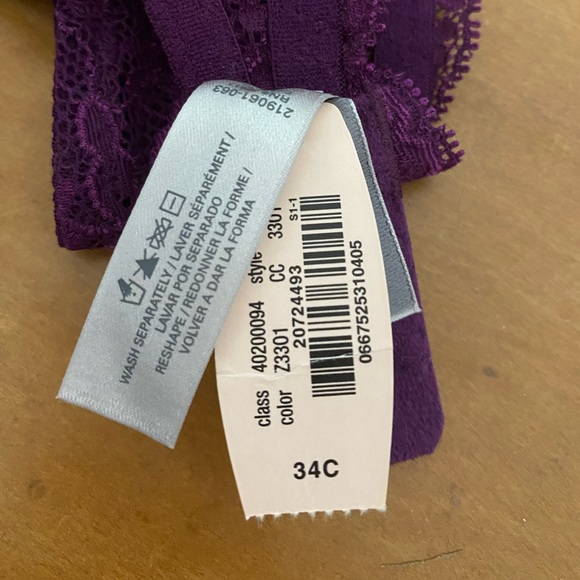 219061-063
WASH SEPARATELY / LAVER SÉPARÉMENT /
LAVAR POR SEPARADO
RESHAPE / REDONNER LA FORME /
VOLVER A DAR LA FORMA
class 40200094 style 3301
color Z3301 CC
20724493
S1-1
0667525310405
34C